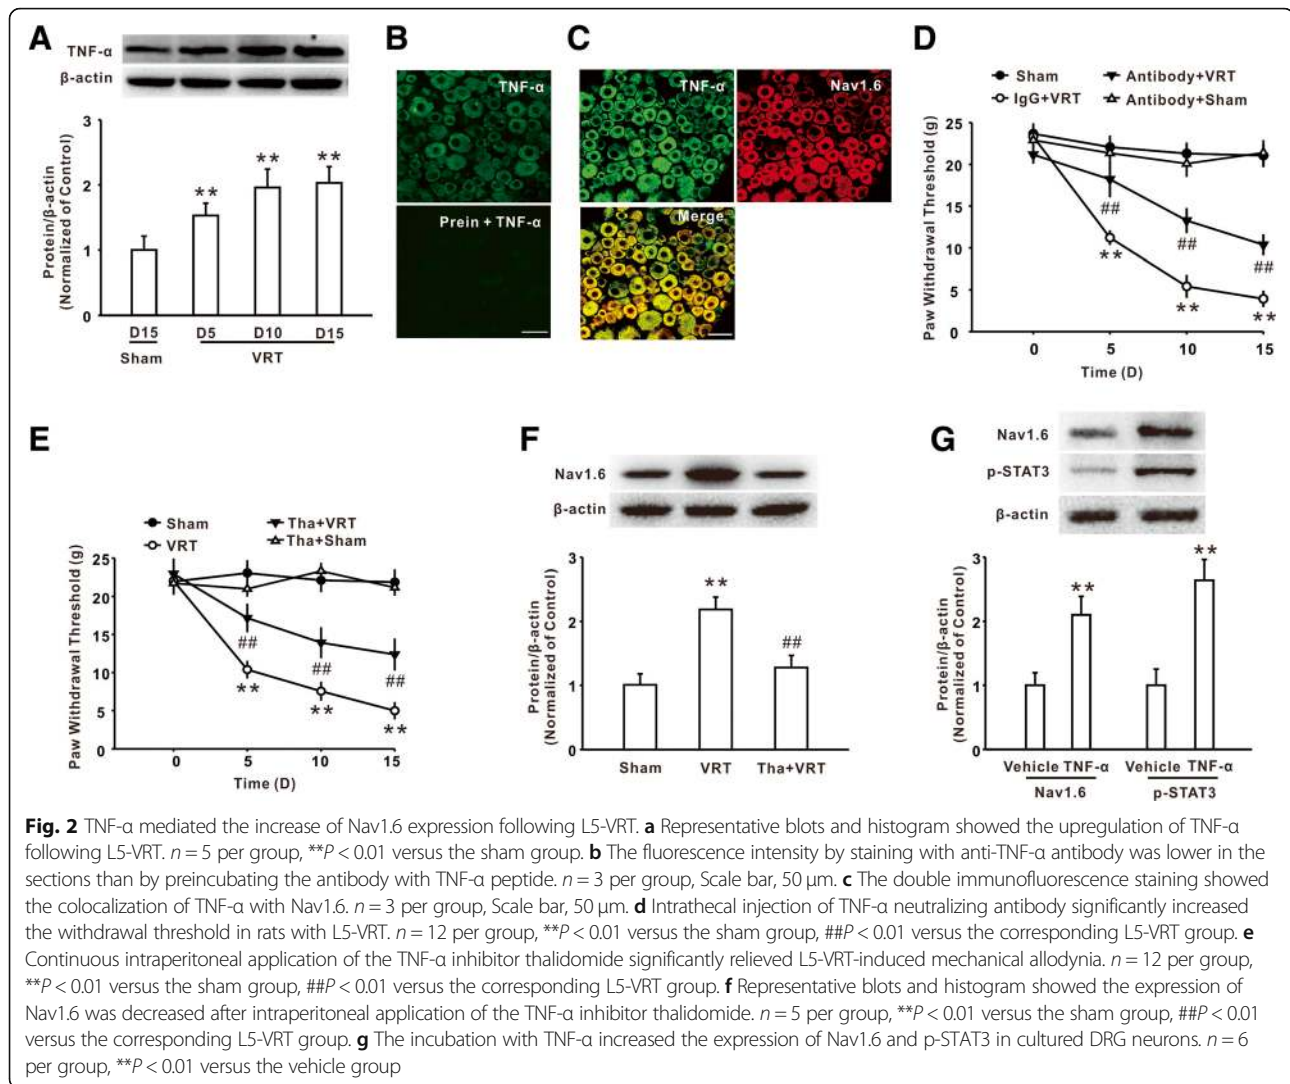 A
TNF-α
β-actin
Protein/β-actin
(Normalized of Control)
3
2
1
0
**
**
**
D15
D5
D10
D15
Sham
VRT
B
TNF-α
Prein + TNF-α
C
TNF-α
Nav1.6
Merge
D
Sham
Antibody+VRT
IgG+VRT
Antibody+Sham
Paw Withdrawal Threshold (g)
25
20
15
10
5
0
##
##
##
**
**
**
0
5
10
15
Time (D)
E
Sham
Tha+VRT
VRT
Tha+Sham
Paw Withdrawal Threshold (g)
25
20
15
10
5
0
##
##
##
**
**
**
0
5
10
15
Time (D)
F
Nav1.6
β-actin
Protein/β-actin
(Normalized of Control)
3
2
1
0
**
##
Sham
VRT
Tha+VRT
G
Nav1.6
p-STAT3
β-actin
Protein/β-actin
(Normalized of Control)
3
2
1
0
**
**
Vehicle TNF-α
Vehicle TNF-α
Nav1.6
p-STAT3
Fig. 2 TNF-α mediated the increase of Nav1.6 expression following L5-VRT. a Representative blots and histogram showed the upregulation of TNF-α
following L5-VRT. n = 5 per group, **P < 0.01 versus the sham group. b The fluorescence intensity by staining with anti-TNF-α antibody was lower in the
sections than by preincubating the antibody with TNF-α peptide. n = 3 per group, Scale bar, 50 μm. c The double immunofluorescence staining showed
the colocalization of TNF-α with Nav1.6. n = 3 per group, Scale bar, 50 μm. d Intrathecal injection of TNF-α neutralizing antibody significantly increased
the withdrawal threshold in rats with L5-VRT. n = 12 per group, **P < 0.01 versus the sham group, ##P < 0.01 versus the corresponding L5-VRT group. e
Continuous intraperitoneal application of the TNF-α inhibitor thalidomide significantly relieved L5-VRT-induced mechanical allodynia. n = 12 per group,
**P < 0.01 versus the sham group, ##P < 0.01 versus the corresponding L5-VRT group. f Representative blots and histogram showed the expression of
Nav1.6 was decreased after intraperitoneal application of the TNF-α inhibitor thalidomide. n = 5 per group, **P < 0.01 versus the sham group, ##P < 0.01
versus the corresponding L5-VRT group. g The incubation with TNF-α increased the expression of Nav1.6 and p-STAT3 in cultured DRG neurons. n = 6
per group, **P < 0.01 versus the vehicle group